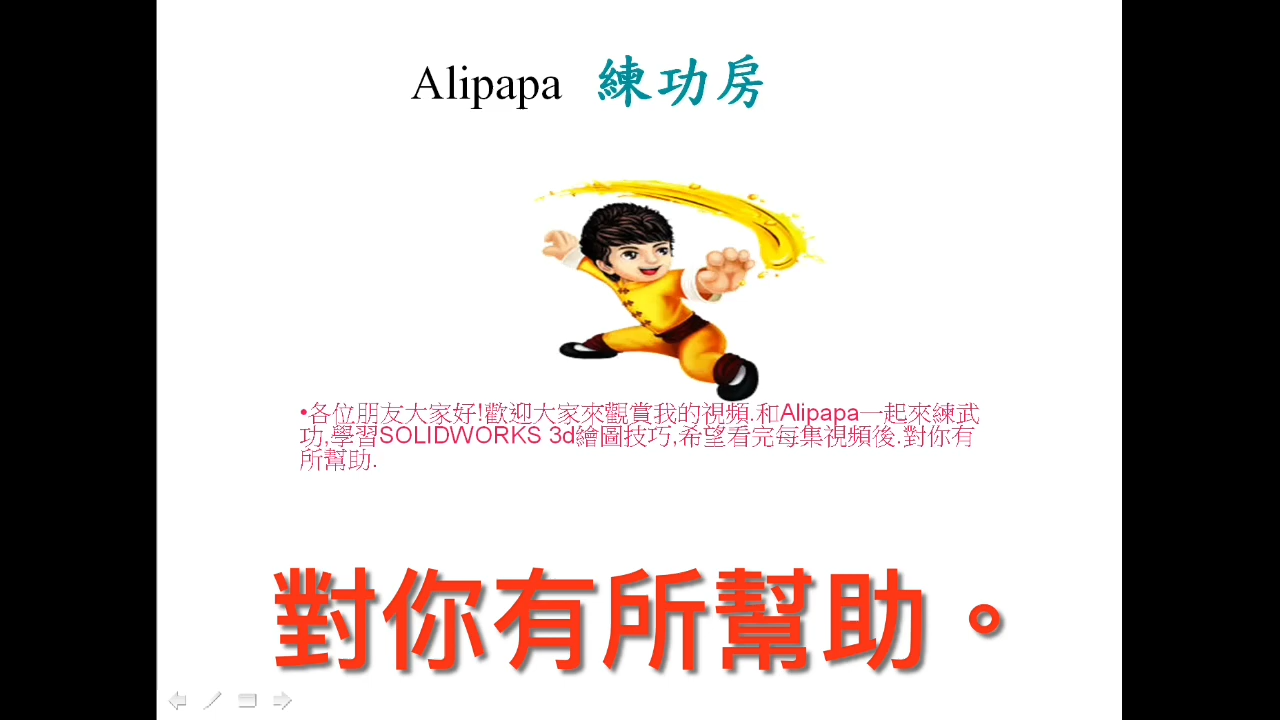 Alipapa 練功房
•各位朋友大家好!歡迎大家來觀賞我的視頻.和Alipapa一起來練武
功,學習SOLIDWORKS 3d繪圖技巧,希望看完每集視頻後.對你有
所幫助.
對你有所幫助。